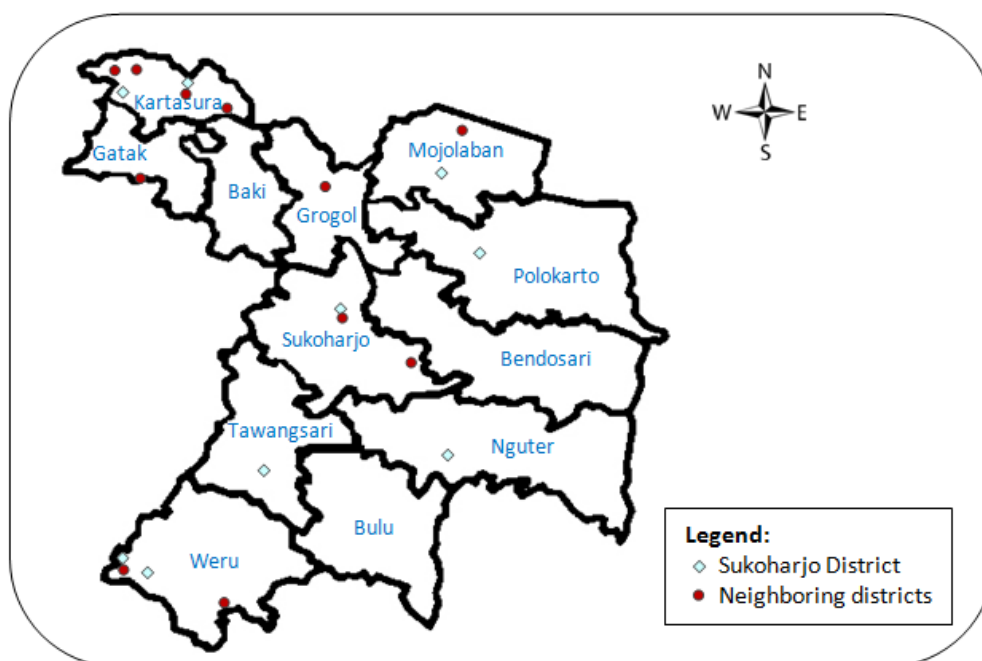 N
W E
S
Kartasura
Mojolaban
Gatak
Baki
Grogol
Polokarto
Sukoharjo
Bendosari
Tawangsari
Nguter
Bulu
Weru
Legend:
Sukoharjo District
Neighboring districts